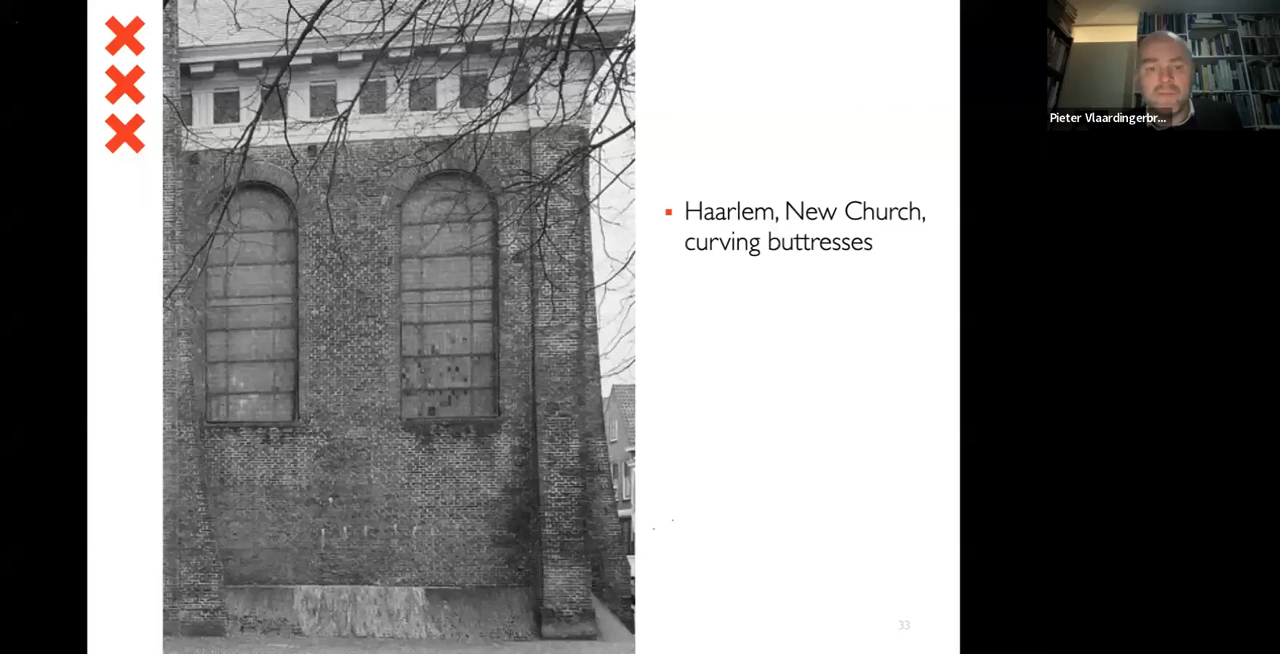 Pieter Vlaardingerbr...
▪ Haarlem, New Church,
curving buttresses
33